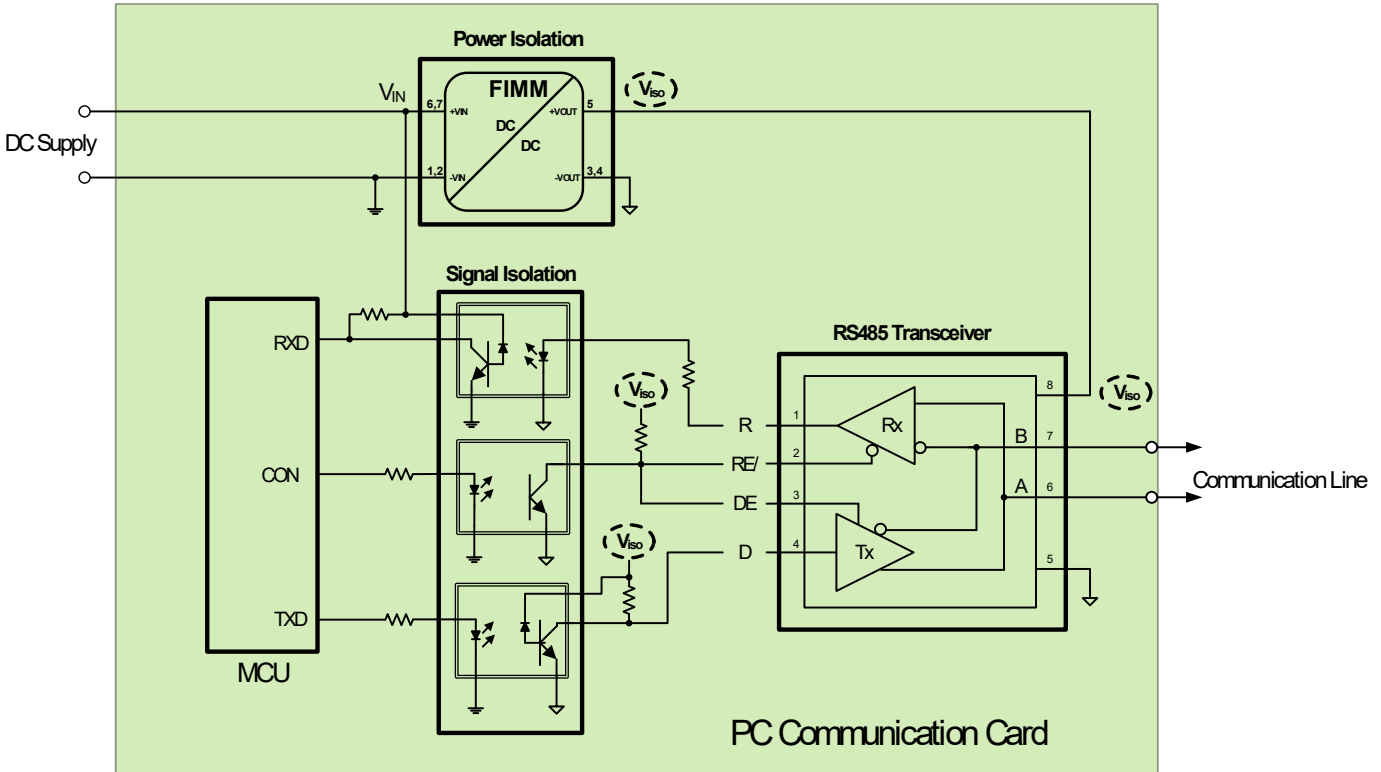 Power Isolation
FIMM
VIN
Viso
6,7
+VIN
+VOUT
5
DC Supply
DC
DC
1,2
-VIN
-VOUT
3,4
Signal Isolation
MCU
RXD
CON
TXD
Viso
Viso
RS485 Transceiver
R
RE/
DE
D
1
2
3
4
Rx
Tx
8
Viso
B
7
A
6
5
Communication Line
PC Communication Card